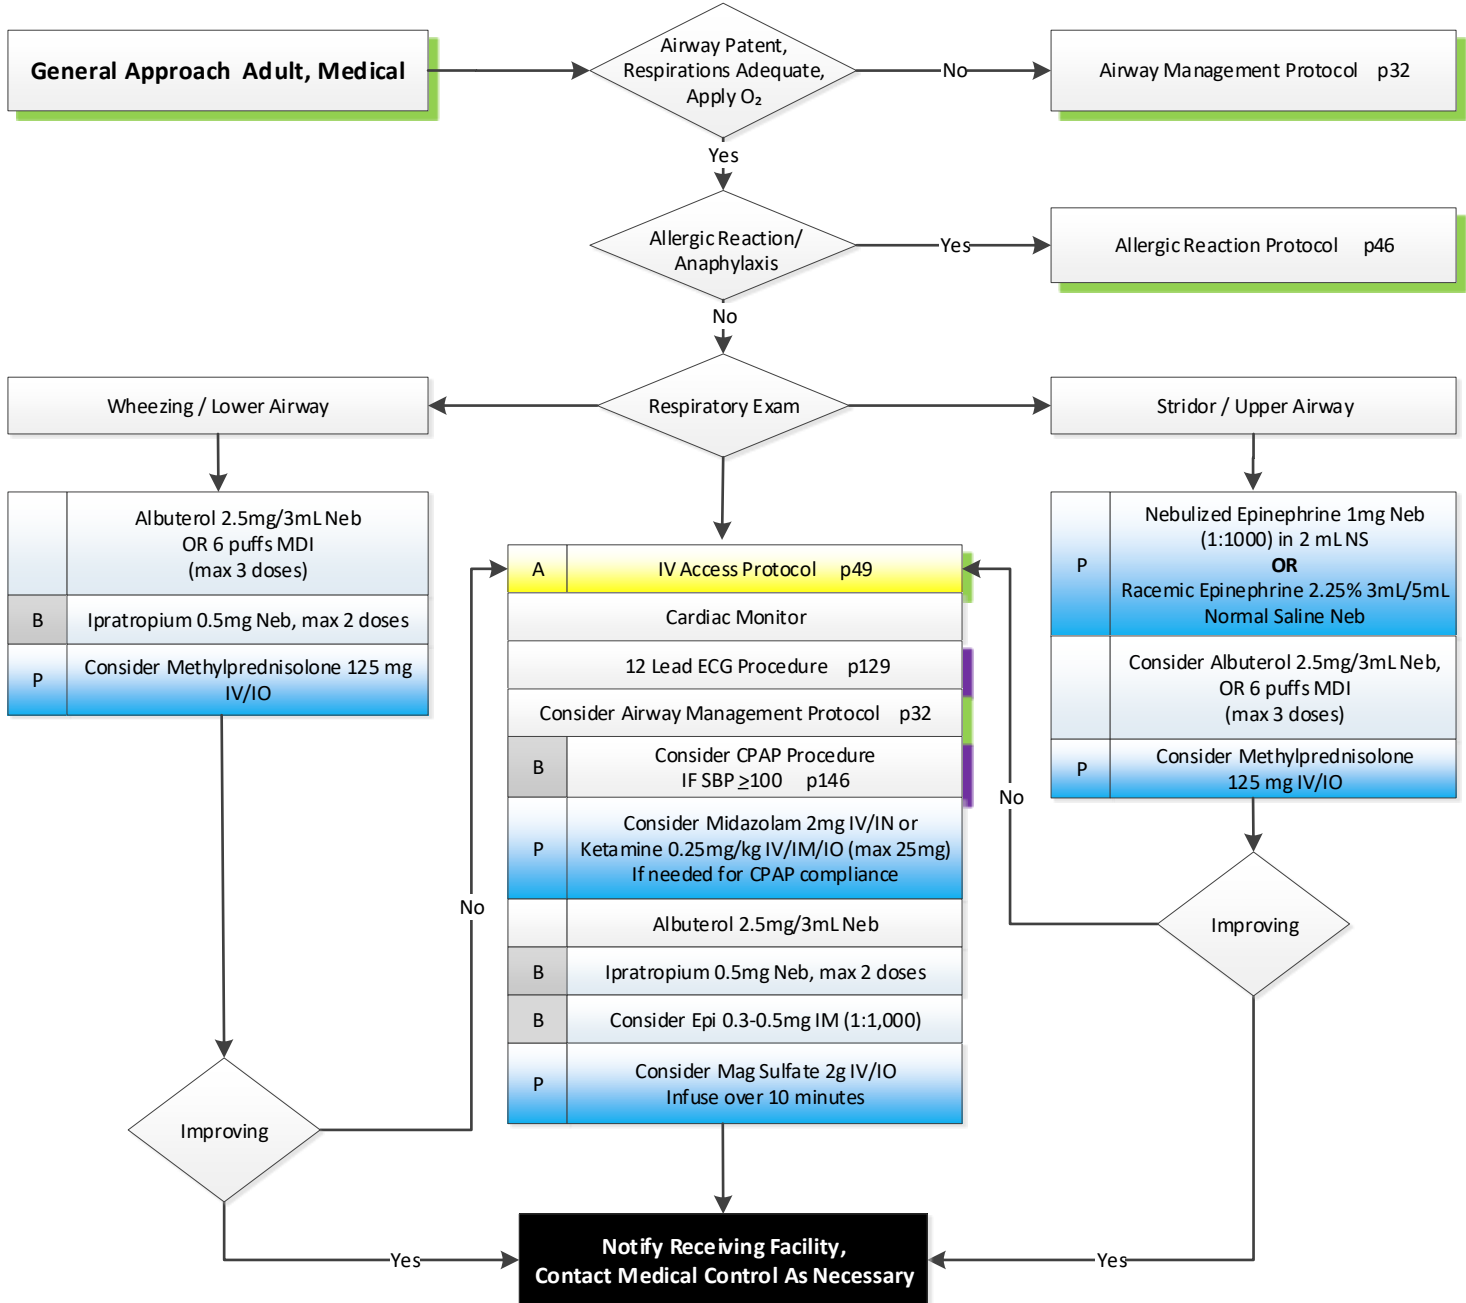 General Approach Adult, Medical
Airway Patent,
Respirations Adequate,
Apply O₂
No
Airway Management Protocol p32
Yes
Allergic Reaction/
Anaphylaxis
Yes
Allergic Reaction Protocol p46
No
Wheezing / Lower Airway
Respiratory Exam
Stridor / Upper Airway
Albuterol 2.5mg/3mL Neb
OR 6 puffs MDI
(max 3 doses)
B
Ipratropium 0.5mg Neb, max 2 doses
P
Consider Methylprednisolone 125 mg
IV/IO
Improving
No
Yes
A
IV Access Protocol p49
Cardiac Monitor
12 Lead ECG Procedure p129
Consider Airway Management Protocol p32
B
Consider CPAP Procedure
IF SBP ≥100 p146
P
Consider Midazolam 2mg IV/IN or
Ketamine 0.25mg/kg IV/IM/IO (max 25mg)
If needed for CPAP compliance
Albuterol 2.5mg/3mL Neb
B
Ipratropium 0.5mg Neb, max 2 doses
B
Consider Epi 0.3-0.5mg IM (1:1,000)
P
Consider Mag Sulfate 2g IV/IO
Infuse over 10 minutes
P
Nebulized Epinephrine 1mg Neb
(1:1000) in 2 mL NS
OR
Racemic Epinephrine 2.25% 3mL/5mL
Normal Saline Neb
Consider Albuterol 2.5mg/3mL Neb,
OR 6 puffs MDI
(max 3 doses)
P
Consider Methylprednisolone
125 mg IV/IO
No
Improving
Yes
Notify Receiving Facility,
Contact Medical Control As Necessary